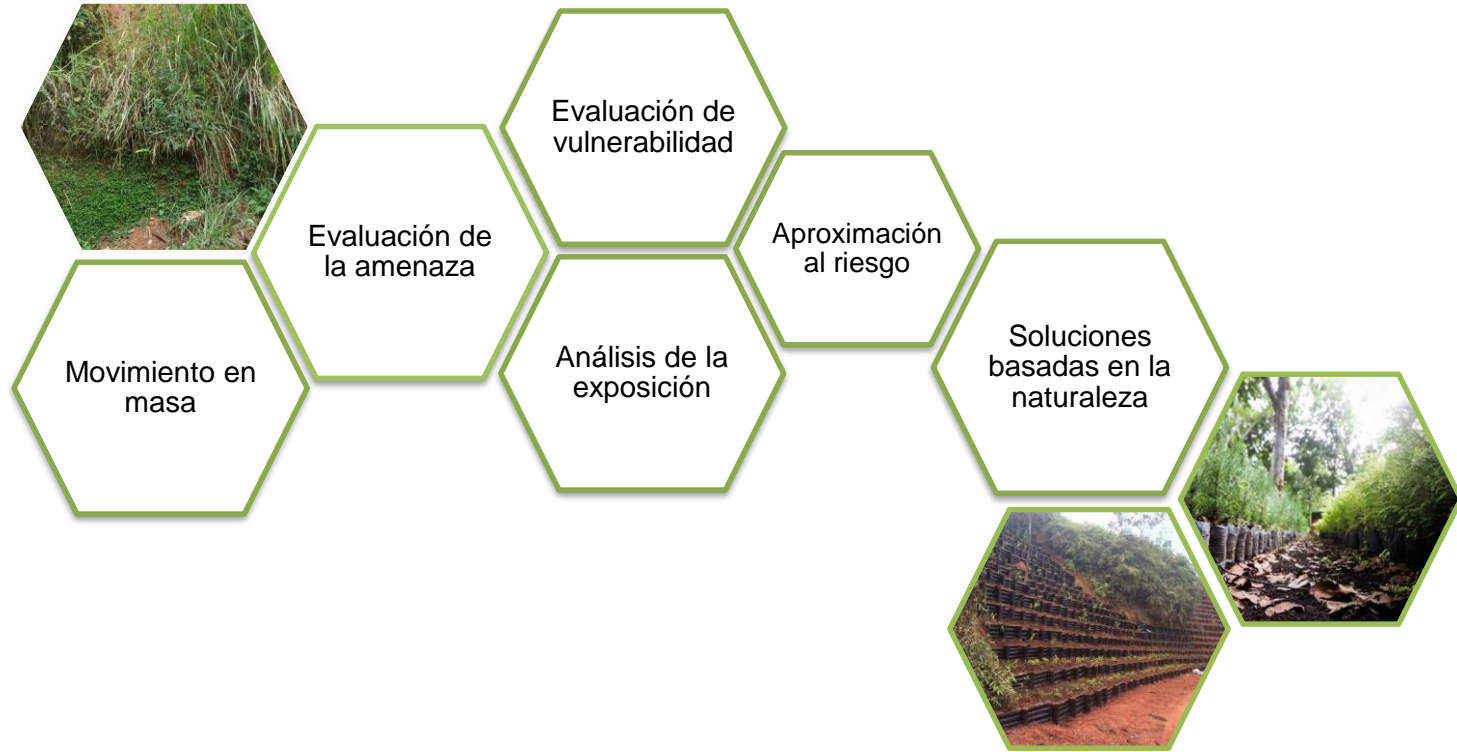 Movimiento en
masa
Evaluación de
la amenaza
Evaluación de
vulnerabilidad
Análisis de la
exposición
Aproximación
al riesgo
Soluciones
basadas en la
naturaleza